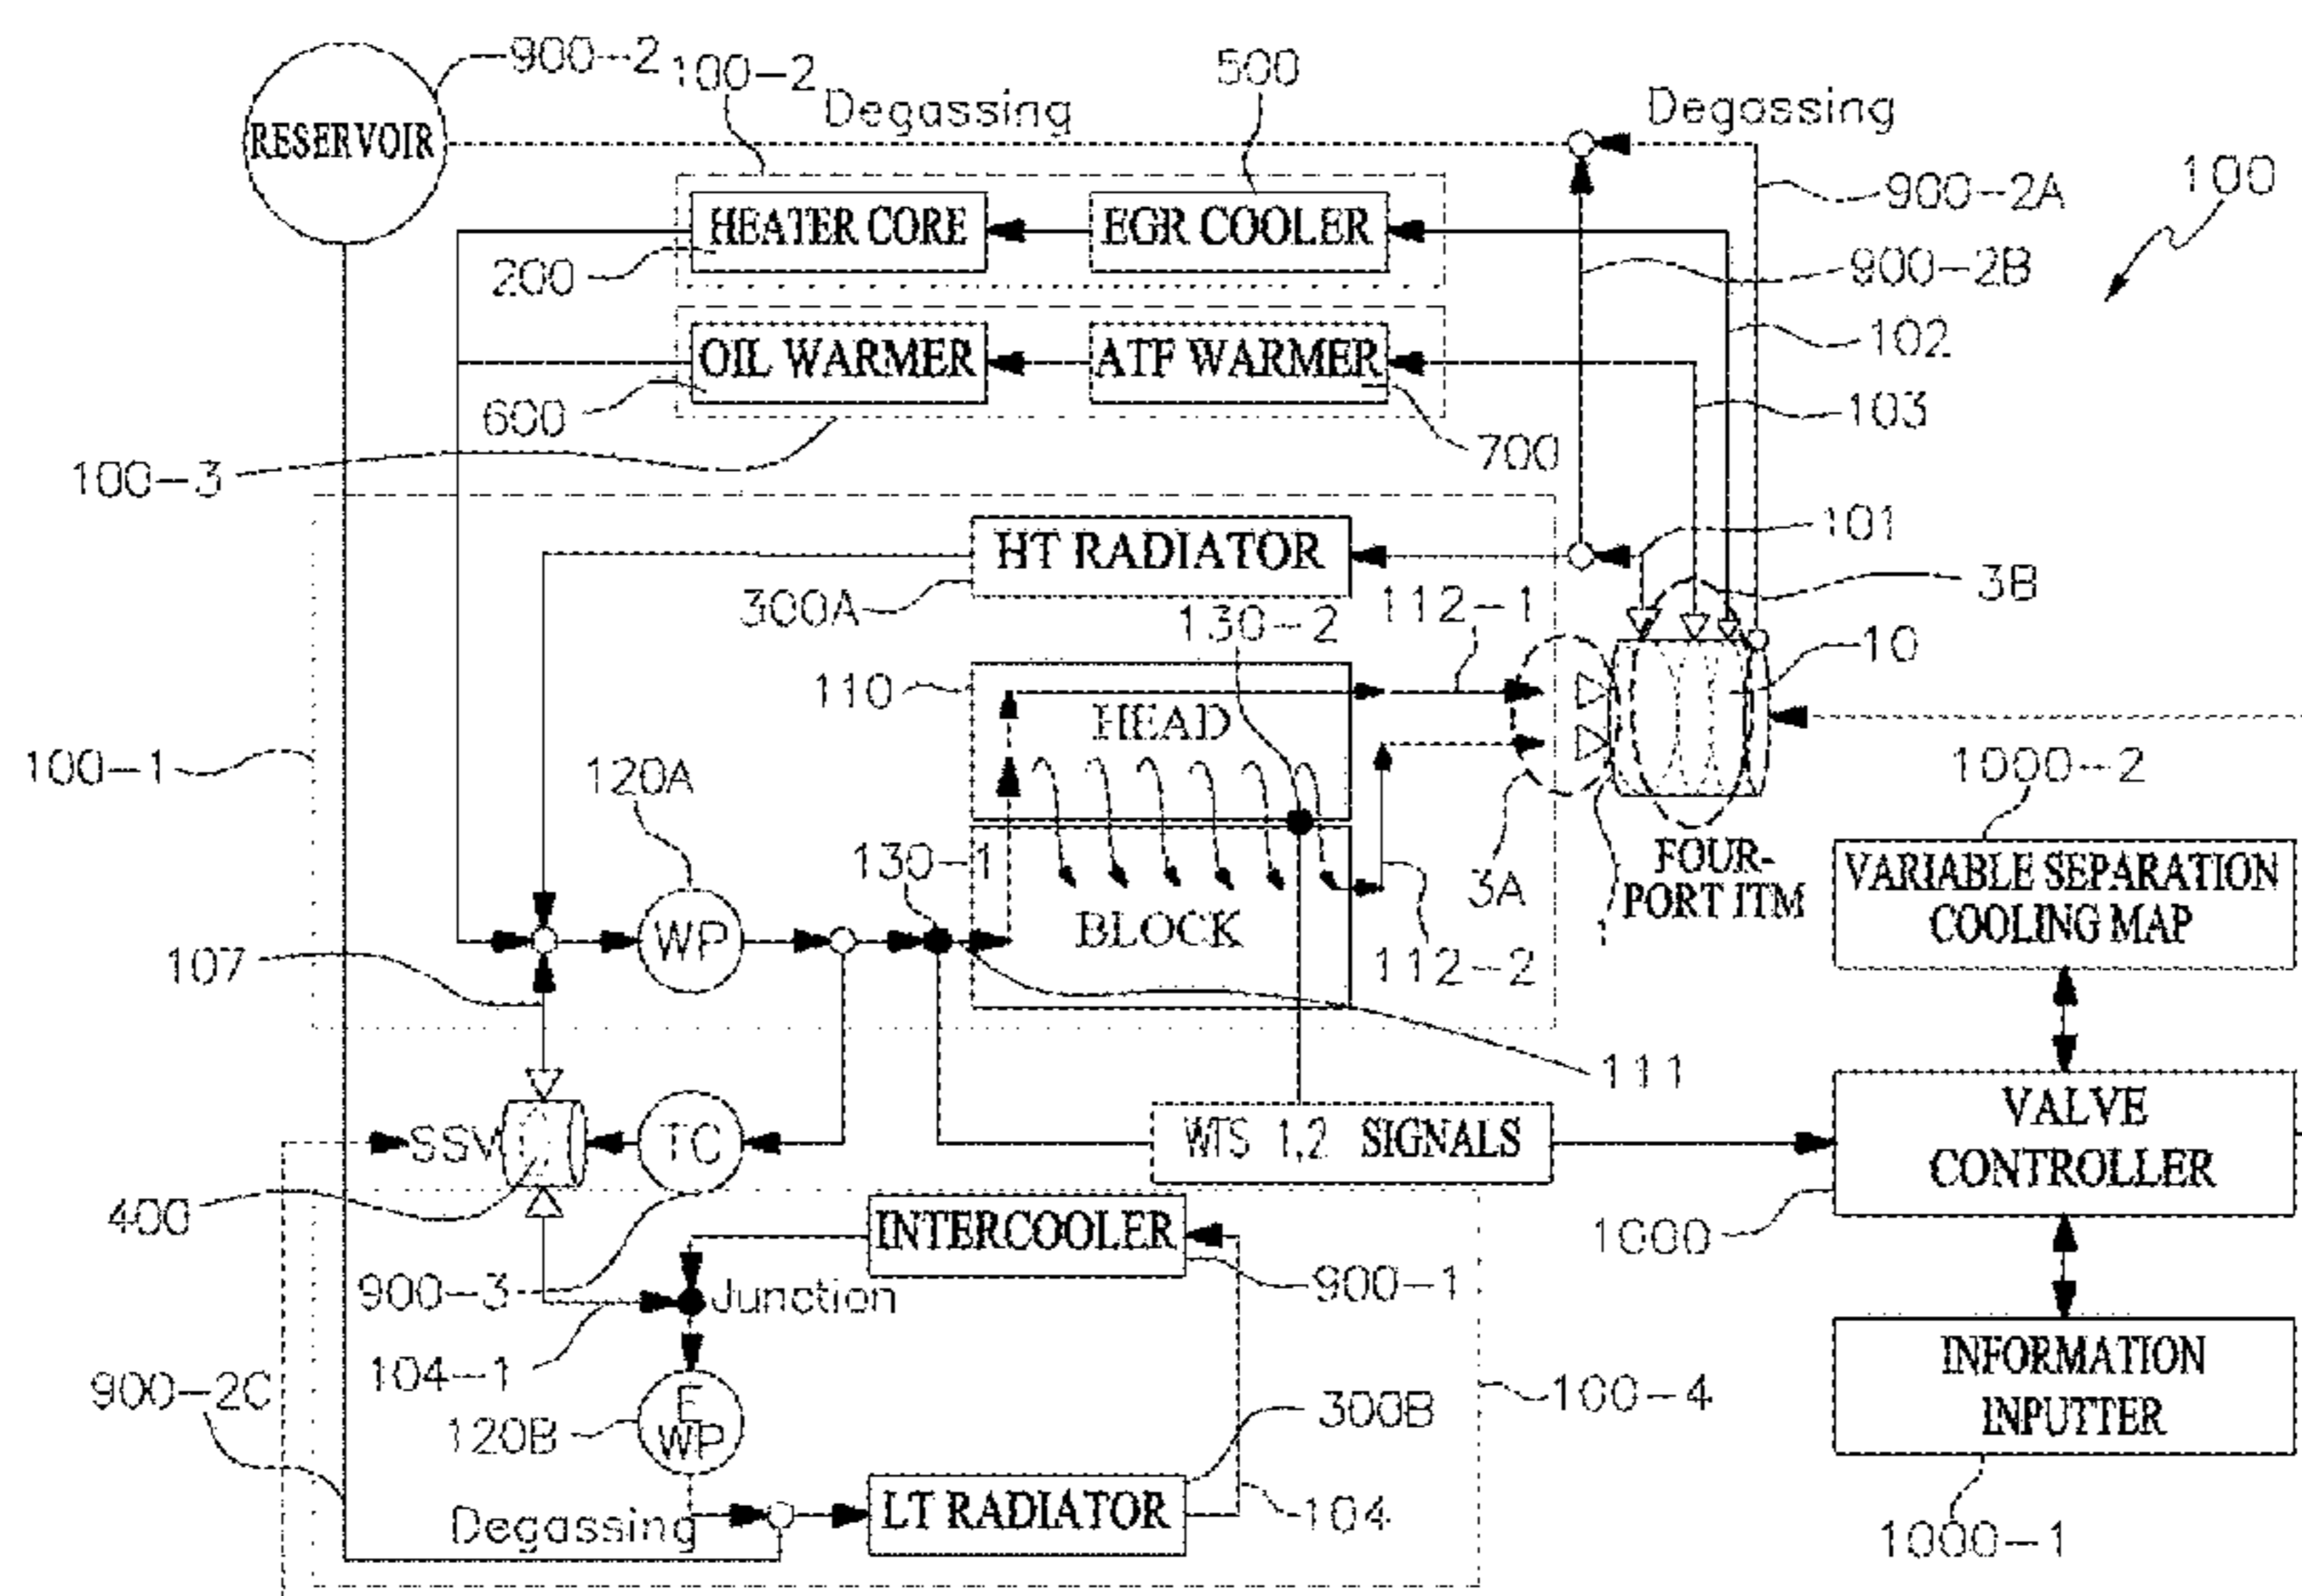 900-2
100-2
500
Degassing
Degassing
RESERVOIR
100
900-2A
HEATER CORE
EGR COOLER
200
900-2B
102
OIL WARMER
ATF WARMER
103
600
700
100-3
101
HT RADIATOR
3B
300A
112-1
130-2
10
110
HEAD
100-1
120A
1000-2
130-1
3A
FOUR-
PORT ITM
1
VARIABLE SEPARATION
COOLING MAP
WP
BLOCK
107
112-2
111
VALVE
CONTROLLER
SSV
TC
WTS 1,2 SIGNALS
400
INTERCOOLER
1000
900-3
Junction
900-1
104-1
INFORMATION
INPUTTER
900-2C
100-4
120B
E
WP
300B
Degassing
LT RADIATOR
104
1000-1